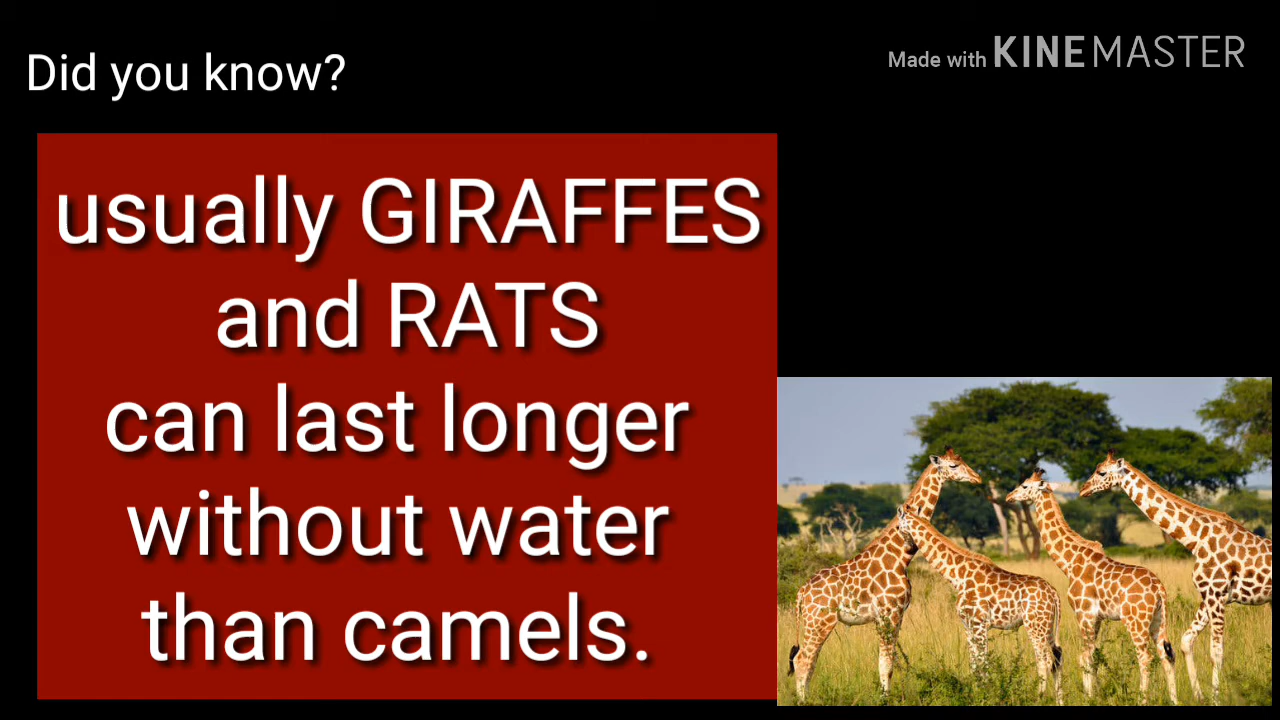 Did you know?
Made with KINEMASTER
usually GIRAFFES
and RATS
can last longer
without water
than camels.